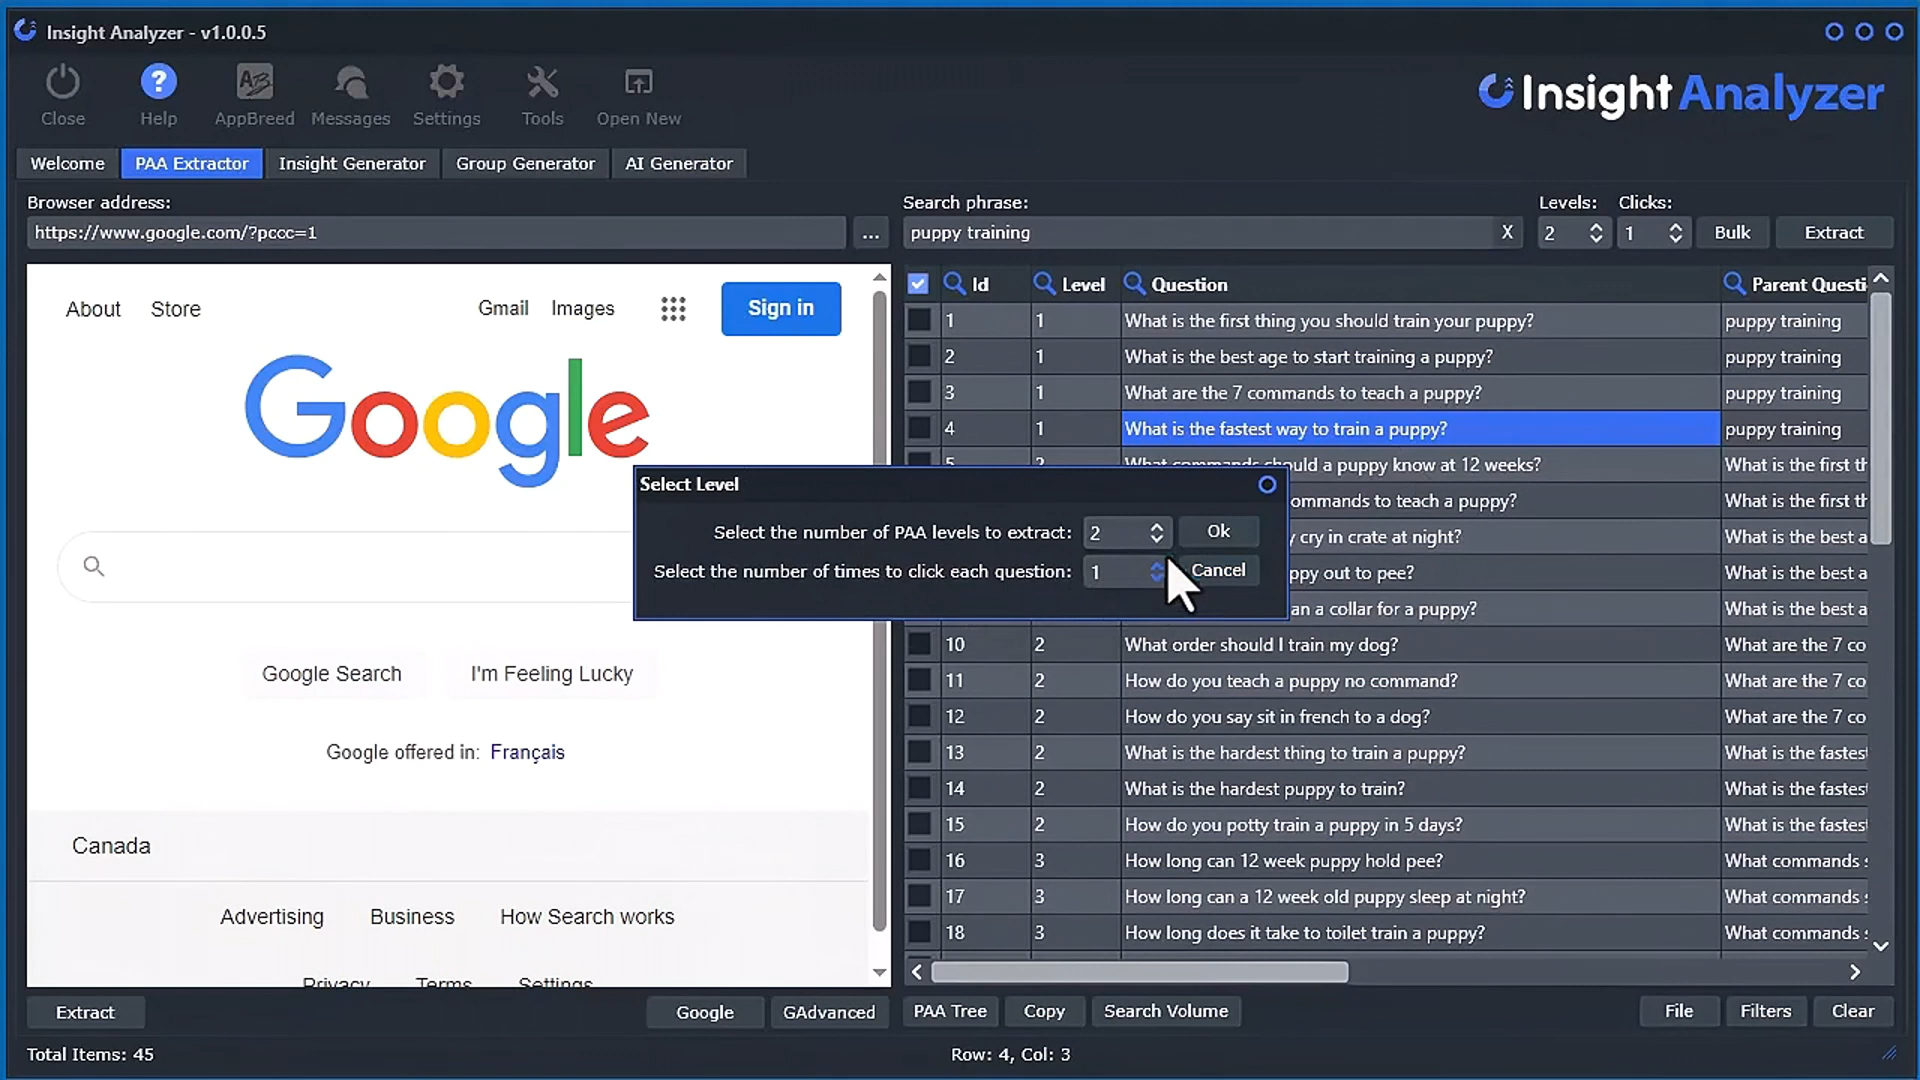 Insight Analyzer - v1.0.0.5
Close Help AppBreed Messages Settings Tools Open New
Insight Analyzer
Welcome PAA Extractor Insight Generator Group Generator AI Generator
Browser address:
https://www.google.com/?pccc=1 ...
Search phrase: Levels: Clicks:
puppy training X 2 1 Bulk Extract
About Store Gmail Images Sign in
Google
Google Search I'm Feeling Lucky
Google offered in: Français
Canada
Advertising Business How Search works
Privacy Terms Settings
Id Level Question Parent Questi
1 1 What is the first thing you should train your puppy? puppy training
2 1 What is the best age to start training a puppy? puppy training
3 1 What are the 7 commands to teach a puppy? puppy training
4 1 What is the fastest way to train a puppy? puppy training
5 2 What commands should a puppy know at 12 weeks? What is the first th
ommands to teach a puppy? What is the first th
y cry in crate at night? What is the best a
ppy out to pee? What is the best a
an a collar for a puppy? What is the best a
10 2 What order should I train my dog? What are the 7 co
11 2 How do you teach a puppy no command? What are the 7 co
12 2 How do you say sit in french to a dog? What are the 7 co
13 2 What is the hardest thing to train a puppy? What is the fastest
14 2 What is the hardest puppy to train? What is the fastest
15 2 How do you potty train a puppy in 5 days? What is the fastest
16 3 How long can 12 week puppy hold pee? What commands s
17 3 How long can a 12 week old puppy sleep at night? What commands s
18 3 How long does it take to toilet train a puppy? What commands s
Select Level
Select the number of PAA levels to extract: 2 Ok
Select the number of times to click each question: 1 Cancel
Extract Google GAdvanced PAA Tree Copy Search Volume File Filters Clear
Total Items: 45 Row: 4, Col: 3